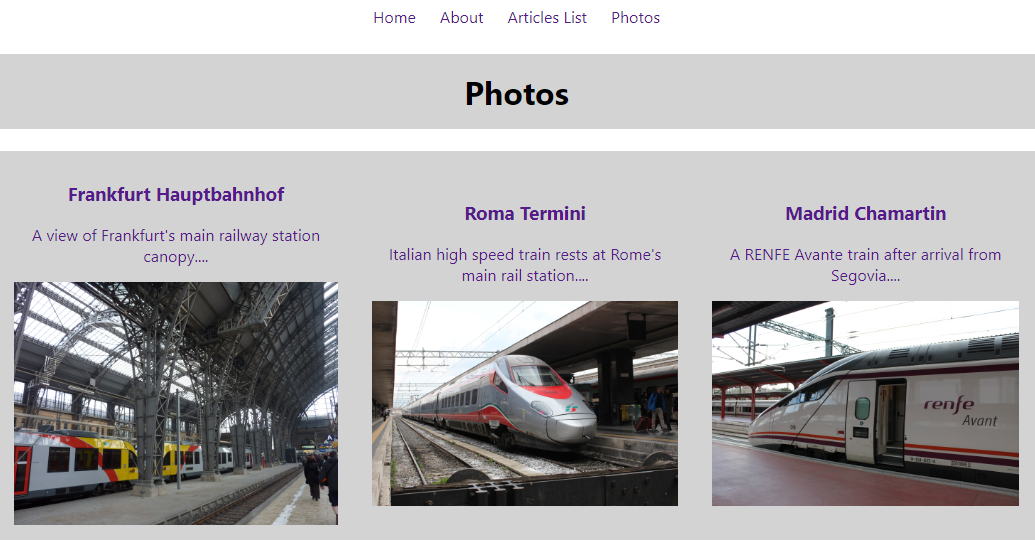 Home About Articles List Photos
Photos
Frankfurt Hauptbahnhof
A view of Frankfurt's main railway station
canopy....
Roma Termini
Italian high speed train rests at Rome's
main rail station....
Madrid Chamartin
A RENFE Avante train after arrival from
Segovia....
renfe
Avant